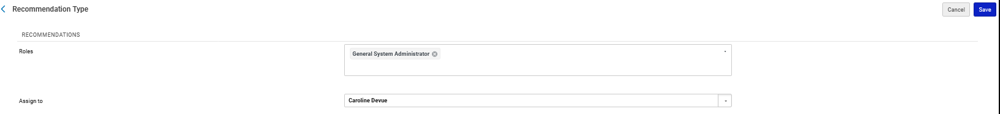 Recommendation Type
Cancel
Save
RECOMMENDATIONS
Roles
General System Administrator
Assign to
Caroline Devue